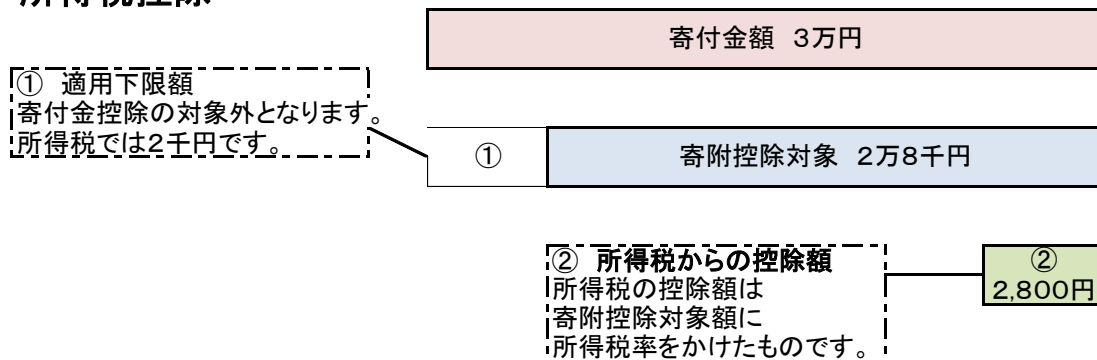 所得税控除
寄付金額 3万円
① 適用下限額
寄付金控除の対象外となります。
所得税では2千円です。
①
寄附控除対象 2万8千円
② 所得税からの控除額
所得税の控除額は
寄附控除対象額に
所得税率をかけたものです。
②
2,800円